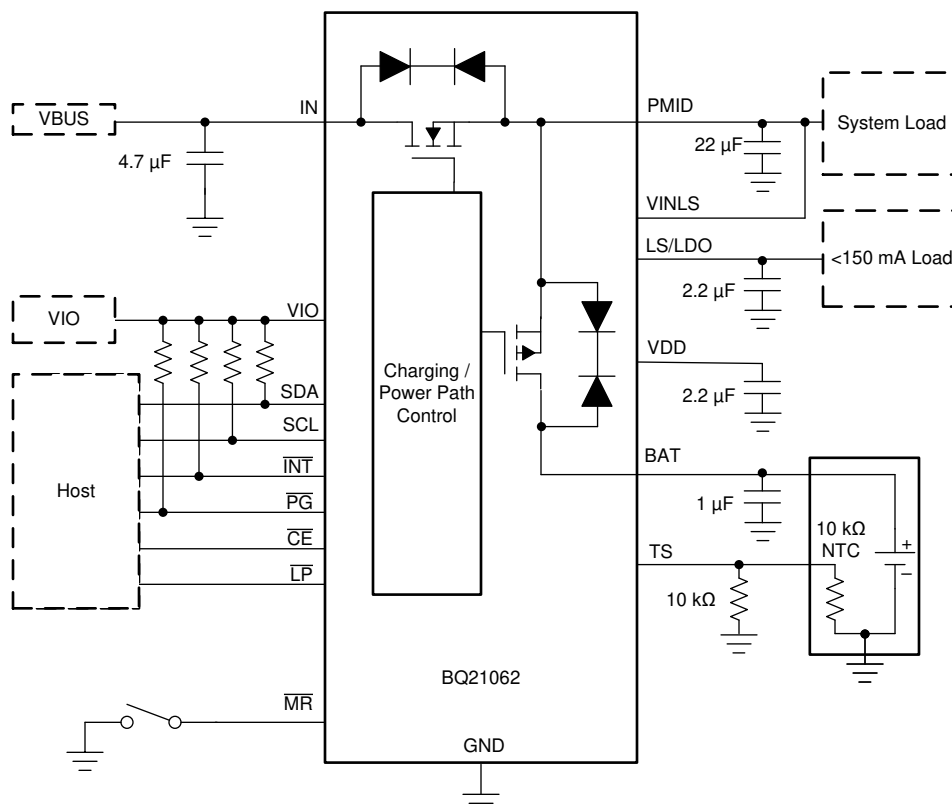 VBUS
IN
4.7 µF
PMID
22 µF
System Load
VINLS
LS/LDO
2.2 µF
<150 mA Load
VIO
VIO
VDD
2.2 µF
Charging /
Power Path
Control
Host
SDA
SCL
INT
PG
CE
LP
BAT
1 µF
TS
10 kΩ
10 kΩ
NTC
+
−
BQ21062
MR
GND